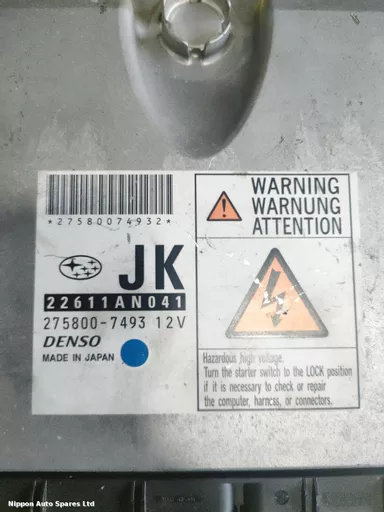 *27580074932*
JK
22611AN041
275800-7493 12V
DENSO
MADE IN JAPAN
WARNING
WARNUNG
ATTENTION
Hazardous high voltage.
Turn the starter switch to the LOCK position
if it is necessary to check or repair
the computer, harness, or connectors.
Nippon Auto Spares Ltd